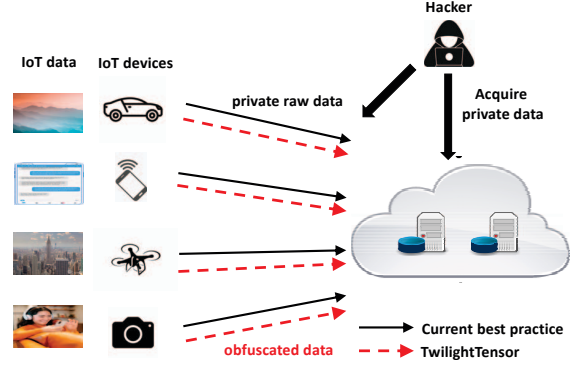 Hacker
IoT data
IoT devices
private raw data
Acquire
private data
obfuscated data
Current best practice
TwilightTensor